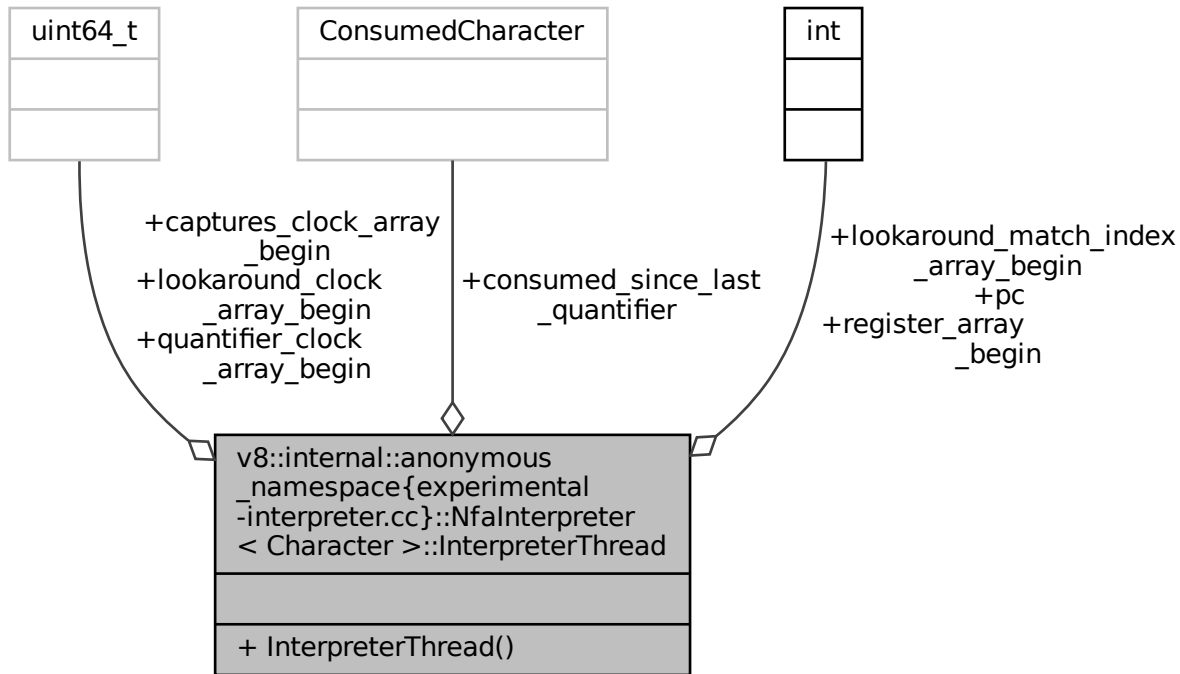 uint64_t
ConsumedCharacter
int
+captures_clock_array
_begin
+lookaround_clock
_array_begin
+quantifier_clock
_array_begin
+consumed_since_last
_quantifier
+lookaround_match_index
_array_begin
+pc
+register_array
_begin
v8::internal::anonymous
_namespace{experimental
-interpreter.cc}::NfaInterpreter
< Character >::InterpreterThread
+ InterpreterThread()